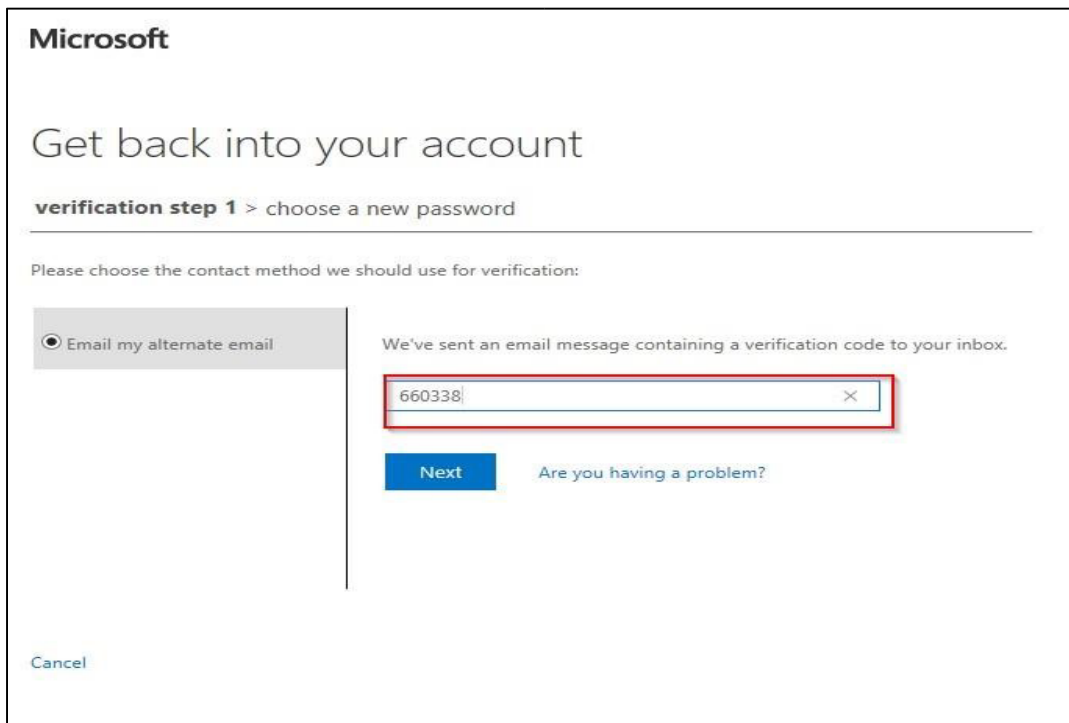 Microsoft
Get back into your account
verification step 1 > choose a new password
Please choose the contact method we should use for verification:
Email my alternate email
We've sent an email message containing a verification code to your inbox.
660338
Next
Are you having a problem?
Cancel